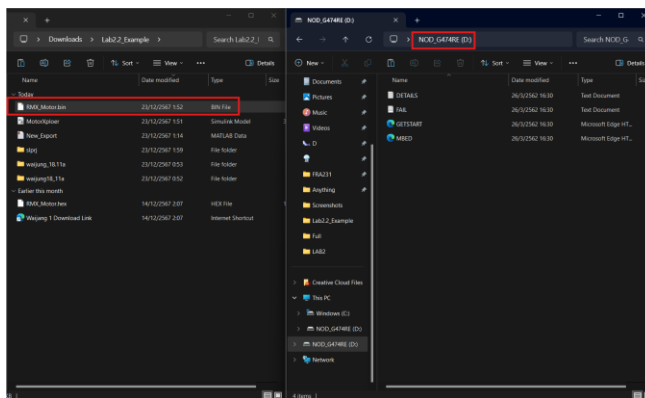 Downloads > Lab2.2_Example >
Search Lab2.2_I
Sort
View
Name
Date modified
Type
Size
Today
RMX_Motor.bin
23/12/2567 1:52
BIN File
MotorXploer
23/12/2567 1:51
Simulink Model
New_Export
23/12/2567 1:14
MATLAB Data
slprj
23/12/2567 1:59
File folder
waijung_18.11a
23/12/2567 0:53
File folder
waijung18_11a
23/12/2567 0:52
File folder
Earlier this month
RMX_Motor.hex
14/12/2567 2:07
HEX File
Waijung 1 Download Link
14/12/2567 2:07
Internet Shortcut
NOD_G474RE (D:)
NOD_G474RE (D:)
Search NOD_G
New
Sort
View
Details
Documents
Pictures
Music
Videos
D
FRA231
Anything
Screenshots
Lab2.2_Example
Full
LAB2
Creative Cloud Files
This PC
Windows (C:)
NOD_G474RE (D:)
NOD_G474RE (D:)
Network
Name
Date modified
Type
DETAILS
26/3/2562 16:30
Text Document
FAIL
26/3/2562 16:30
Text Document
GETSTART
26/3/2562 16:30
Microsoft Edge HT...
MBED
26/3/2562 16:30
Microsoft Edge HT...
4 items